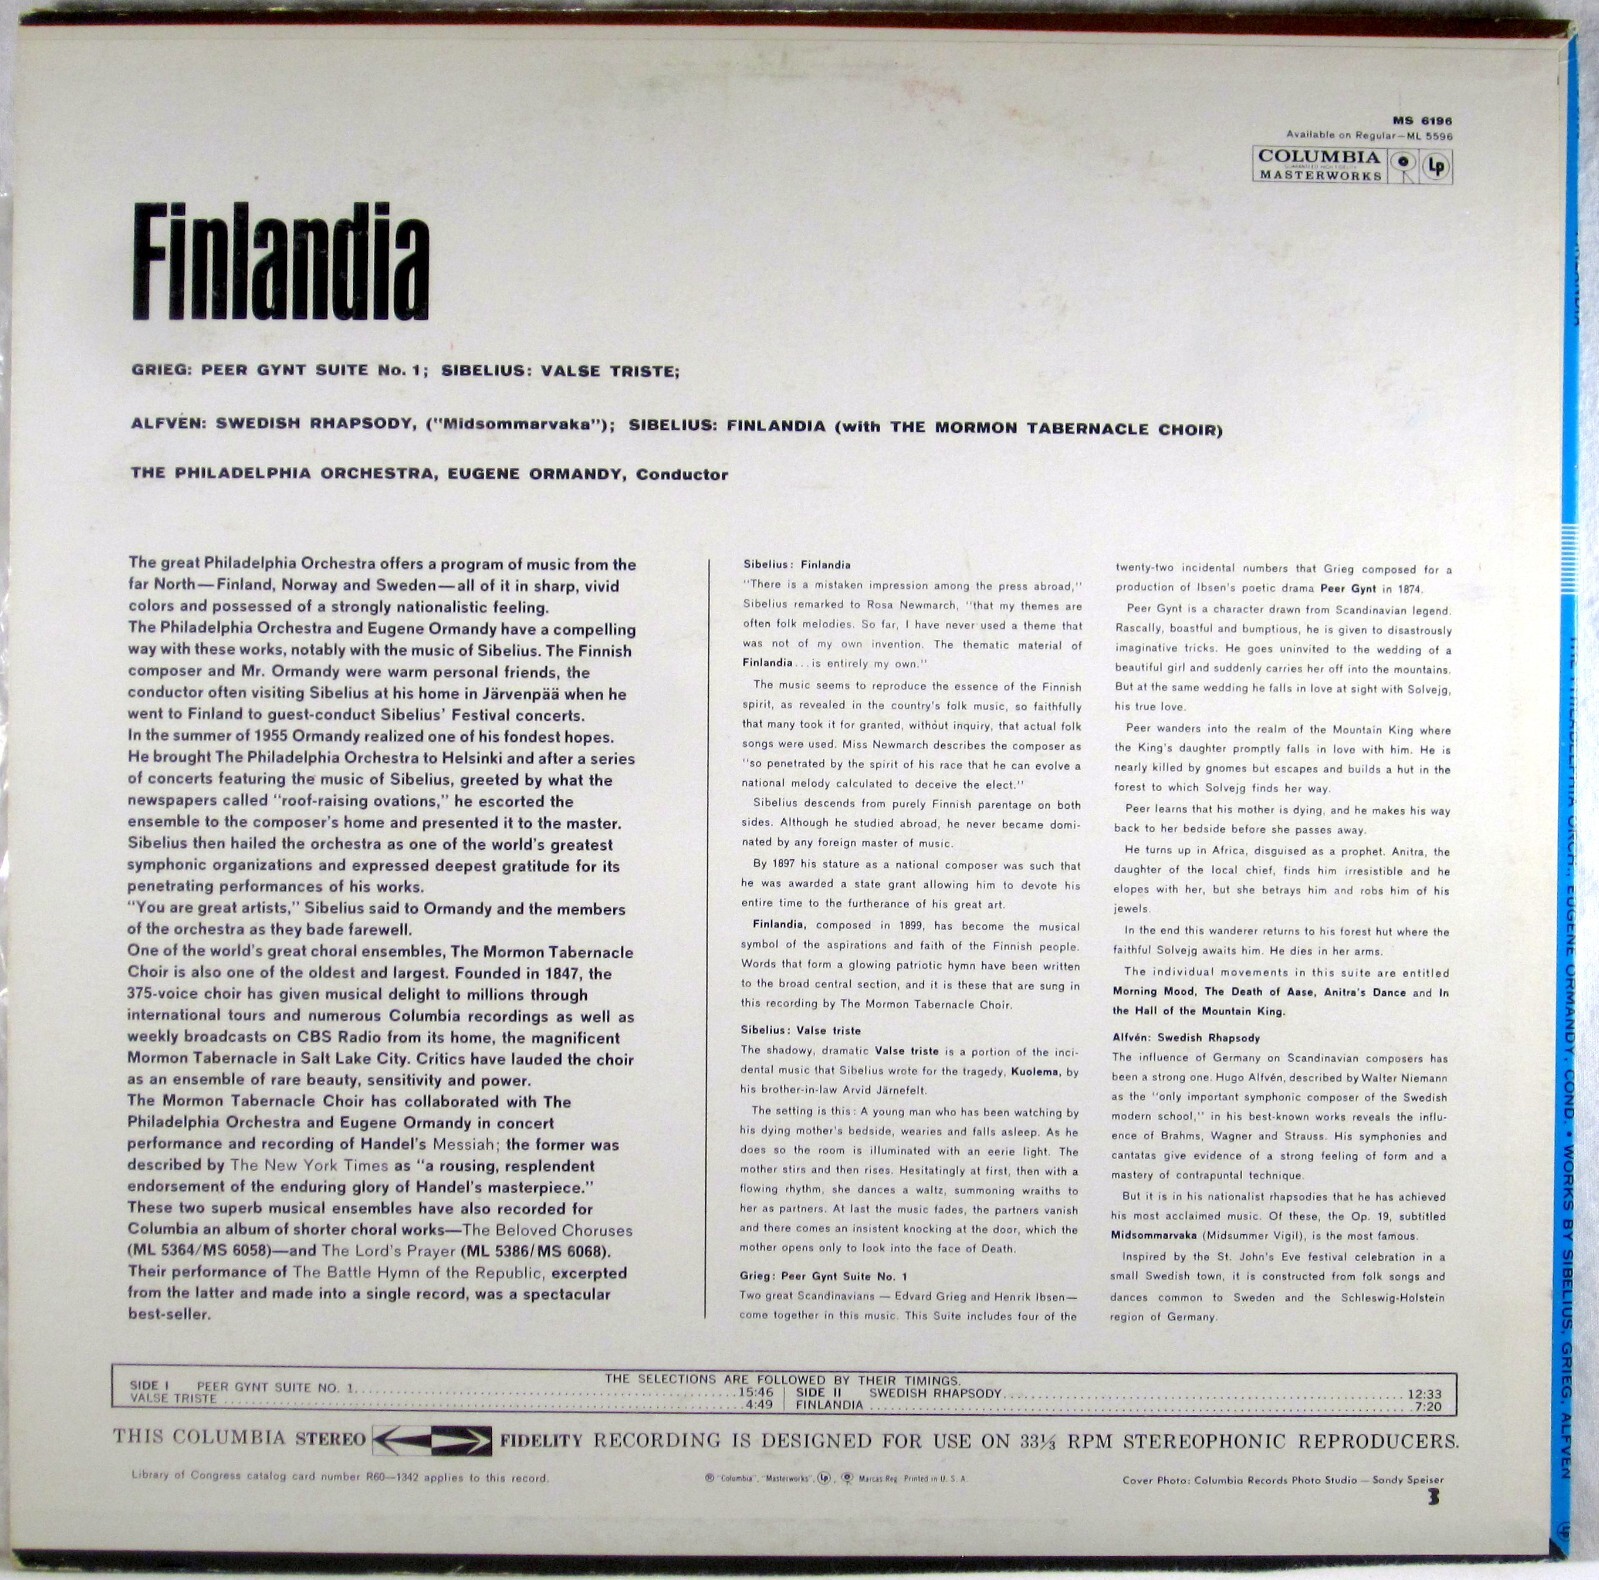 MS 6196
Available on Regular—ML 5596
COLUMBIA
MASTERWORKS
Lp
Finlandia
GRIEG: PEER GYNT SUITE No. 1; SIBELIUS: VALSE TRISTE;
ALFVÉN: SWEDISH RHAPSODY, ("Midsommarvaka"); SIBELIUS: FINLANDIA (with THE MORMON TABERNACLE CHOIR)
THE PHILADELPHIA ORCHESTRA, EUGENE ORMANDY, Conductor
The great Philadelphia Orchestra offers a program of music from the
far North—Finland, Norway and Sweden—all of it in sharp, vivid
colors and possessed of a strongly nationalistic feeling.
The Philadelphia Orchestra and Eugene Ormandy have a compelling
way with these works, notably with the music of Sibelius. The Finnish
composer and Mr. Ormandy were warm personal friends, the
conductor often visiting Sibelius at his home in Järvenpää when he
went to Finland to guest-conduct Sibelius' Festival concerts.
In the summer of 1955 Ormandy realized one of his fondest hopes.
He brought The Philadelphia Orchestra to Helsinki and after a series
of concerts featuring the music of Sibelius, greeted by what the
newspapers called "roof-raising ovations," he escorted the
ensemble to the composer's home and presented it to the master.
Sibelius then hailed the orchestra as one of the world's greatest
symphonic organizations and expressed deepest gratitude for its
penetrating performances of his works.
"You are great artists," Sibelius said to Ormandy and the members
of the orchestra as they bade farewell.
One of the world's great choral ensembles, The Mormon Tabernacle
Choir is also one of the oldest and largest. Founded in 1847, the
375-voice choir has given musical delight to millions through
international tours and numerous Columbia recordings as well as
weekly broadcasts on CBS Radio from its home, the magnificent
Mormon Tabernacle in Salt Lake City. Critics have lauded the choir
as an ensemble of rare beauty, sensitivity and power.
The Mormon Tabernacle Choir has collaborated with The
Philadelphia Orchestra and Eugene Ormandy in concert
performance and recording of Handel's Messiah; the former was
described by The New York Times as "a rousing, resplendent
endorsement of the enduring glory of Handel's masterpiece."
These two superb musical ensembles have also recorded for
Columbia an album of shorter choral works—The Beloved Choruses
(ML 5364/MS 6058)—and The Lord's Prayer (ML 5386/MS 6068).
Their performance of The Battle Hymn of the Republic, excerpted
from the latter and made into a single record, was a spectacular
best-seller.
Sibelius: Finlandia
"There is a mistaken impression among the press abroad,"
Sibelius remarked to Rosa Newmarch, "that my themes are
often folk melodies. So far, I have never used a theme that
was not of my own invention. The thematic material of
Finlandia...is entirely my own."
The music seems to reproduce the essence of the Finnish
spirit, as revealed in the country's folk music, so faithfully
that many took it for granted, without inquiry, that actual folk
songs were used. Miss Newmarch describes the composer as
"so penetrated by the spirit of his race that he can evolve a
national melody calculated to deceive the elect."
Sibelius descends from purely Finnish parentage on both
sides. Although he studied abroad, he never became domi-
nated by any foreign master of music.
By 1897 his stature as a national composer was such that
he was awarded a state grant allowing him to devote his
entire time to the furtherance of his great art.
Finlandia, composed in 1899, has become the musical
symbol of the aspirations and faith of the Finnish people.
Words that form a glowing patriotic hymn have been written
to the broad central section, and it is these that are sung in
this recording by The Mormon Tabernacle Choir.
Sibelius: Valse triste
The shadowy, dramatic Valse triste is a portion of the inci-
dental music that Sibelius wrote for the tragedy, Kuolema, by
his brother-in-law Arvid Järnefelt.
The setting is this: A young man who has been watching by
his dying mother's bedside, wearies and falls asleep. As he
does so the room is illuminated with an eerie light. The
mother stirs and then rises. Hesitatingly at first, then with a
flowing rhythm, she dances a waltz, summoning wraiths to
her as partners. At last the music fades, the partners vanish
and there comes an insistent knocking at the door, which the
mother opens only to look into the face of Death.
Grieg: Peer Gynt Suite No. 1
Two great Scandinavians — Edvard Grieg and Henrik Ibsen—
come together in this music. This Suite includes four of the
twenty-two incidental numbers that Grieg composed for a
production of Ibsen's poetic drama Peer Gynt in 1874.
Peer Gynt is a character drawn from Scandinavian legend.
Rascally, boastful and bumptious, he is given to disastrously
imaginative tricks. He goes uninvited to the wedding of a
beautiful girl and suddenly carries her off into the mountains.
But at the same wedding he falls in love at sight with Solvejg,
his true love.
Peer wanders into the realm of the Mountain King where
the King's daughter promptly falls in love with him. He is
nearly killed by gnomes but escapes and builds a hut in the
forest to which Solvejg finds her way.
Peer learns that his mother is dying, and he makes his way
back to her bedside before she passes away.
He turns up in Africa, disguised as a prophet. Anitra, the
daughter of the local chief, finds him irresistible and he
elopes with her, but she betrays him and robs him of his
jewels.
In the end this wanderer returns to his forest hut where the
faithful Solvejg awaits him. He dies in her arms.
The individual movements in this suite are entitled
Morning Mood, The Death of Aase, Anitra's Dance and In
the Hall of the Mountain King.
Alfvén: Swedish Rhapsody
The influence of Germany on Scandinavian composers has
been a strong one. Hugo Alfvén, described by Walter Niemann
as the "only important symphonic composer of the Swedish
modern school," in his best-known works reveals the influ-
ence of Brahms, Wagner and Strauss. His symphonies and
cantatas give evidence of a strong feeling of form and a
mastery of contrapuntal technique.
But it is in his nationalist rhapsodies that he has achieved
his most acclaimed music. Of these, the Op. 19, subtitled
Midsommarvaka (Midsummer Vigil), is the most famous.
Inspired by the St. John's Eve festival celebration in a
small Swedish town, it is constructed from folk songs and
dances common to Sweden and the Schleswig-Holstein
region of Germany.
THE SELECTIONS ARE FOLLOWED BY THEIR TIMINGS.
SIDE I PEER GYNT SUITE NO. 1 15:46
VALSE TRISTE 4:49
SIDE II SWEDISH RHAPSODY 12:33
FINLANDIA 7:20
THIS COLUMBIA STEREO FIDELITY RECORDING IS DESIGNED FOR USE ON 33⅓ RPM STEREOPHONIC REPRODUCERS.
Library of Congress catalog card number R60—1342 applies to this record.
® "Columbia", "Masterworks", Lp, Marcas Reg. Printed in U. S. A.
Cover Photo: Columbia Records Photo Studio — Sandy Speiser
3
FINLANDIA
THE PHILADELPHIA ORCH., EUGENE ORMANDY, COND. • WORKS BY SIBELIUS, GRIEG, ALFVEN
Lp